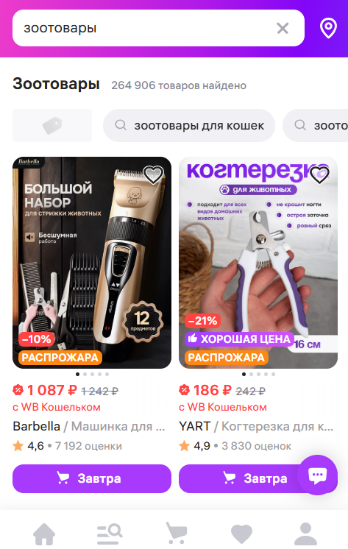 зоотовары
Зоотовары 264 906 товаров найдено
зоотовары для кошек
зоото
Barbella
БОЛЬШОЙ
НАБОР
для стрижки животных
Бесшумная
работа
12
предметов
−10%
РАСПРОДАЖА
1 087 ₽ 1 242 ₽
с WB Кошельком
Barbella / Машинка для ...
4,6 • 7 192 оценки
Завтра
когтерезка
для животных
подходит для всех
видов домашних
животных
не крошит ногти
острая заточка
ровный срез
−21%
ХОРОШАЯ ЦЕНА
РАСПРОДАЖА
16 см
186 ₽ 242 ₽
с WB Кошельком
YART / Когтерезка для к...
4,9 • 3 830 оценок
Завтра